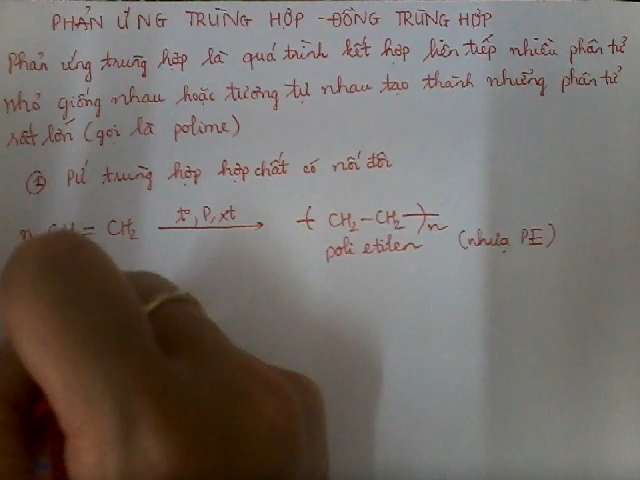 PHẢN ỨNG TRÙNG HỢP - ĐỒNG TRÙNG HỢP
Phản ứng trùng hợp là quá trình kết hợp liên tiếp nhiều phân tử
nhỏ giống nhau hoặc tương tự nhau tạo thành những phân tử
rất lớn (gọi là polime)
① PƯ trùng hợp hợp chất có nối đôi
n = CH₂ t°, P, xt → ( CH₂ - CH₂ )n
poli etilen (nhựa PE)